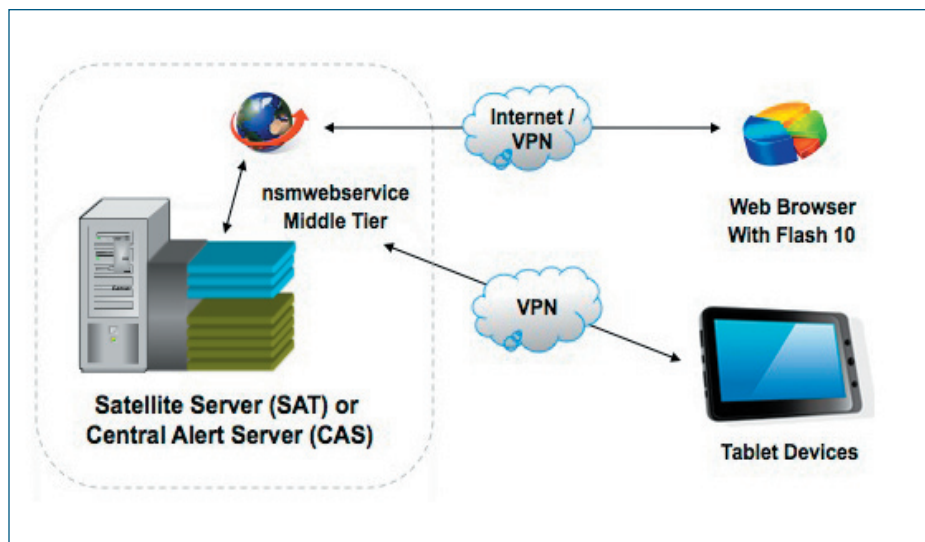 Internet /
VPN
nsmwebservice
Middle Tier
Web Browser
With Flash 10
VPN
Satellite Server (SAT) or
Central Alert Server (CAS)
Tablet Devices